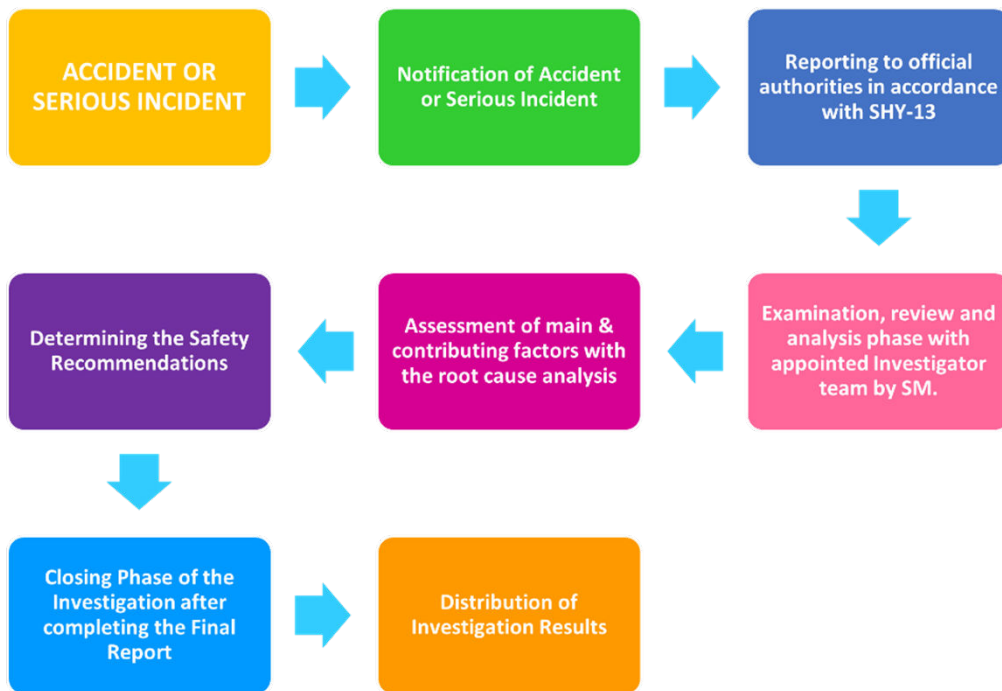 ACCIDENT OR
SERIOUS INCIDENT
Notification of Accident
or Serious Incident
Reporting to official
authorities in accordance
with SHY-13
Examination, review and
analysis phase with
appointed Investigator
team by SM.
Assessment of main &
contributing factors with
the root cause analysis
Determining the Safety
Recommendations
Closing Phase of the
Investigation after
completing the Final
Report
Distribution of
Investigation Results